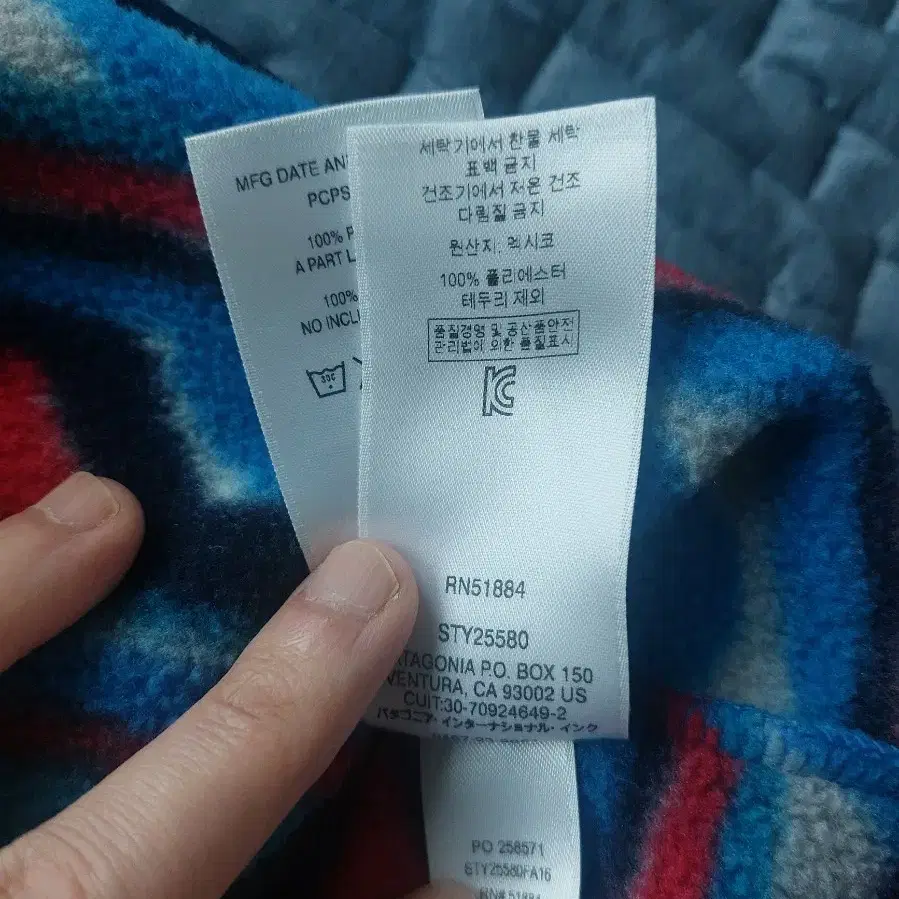 MFG DATE AN
PCPS
100%
A PART
100%
NO INCL
30C
세탁기에서 찬물 세탁
표백 금지
건조기에서 저온 건조
다림질 금지
원산지: 멕시코
100% 폴리에스터
테두리 제외
품질경영 및 공산품안전
관리법에 의한 품질표시
RN51884
STY25580
TAGONIA P.O. BOX 150
VENTURA, CA 93002 US
CUIT:30-70924649-2
パタゴニア・インターナショナル・インク
PO 258571
STY25580FA16
RN# 51884